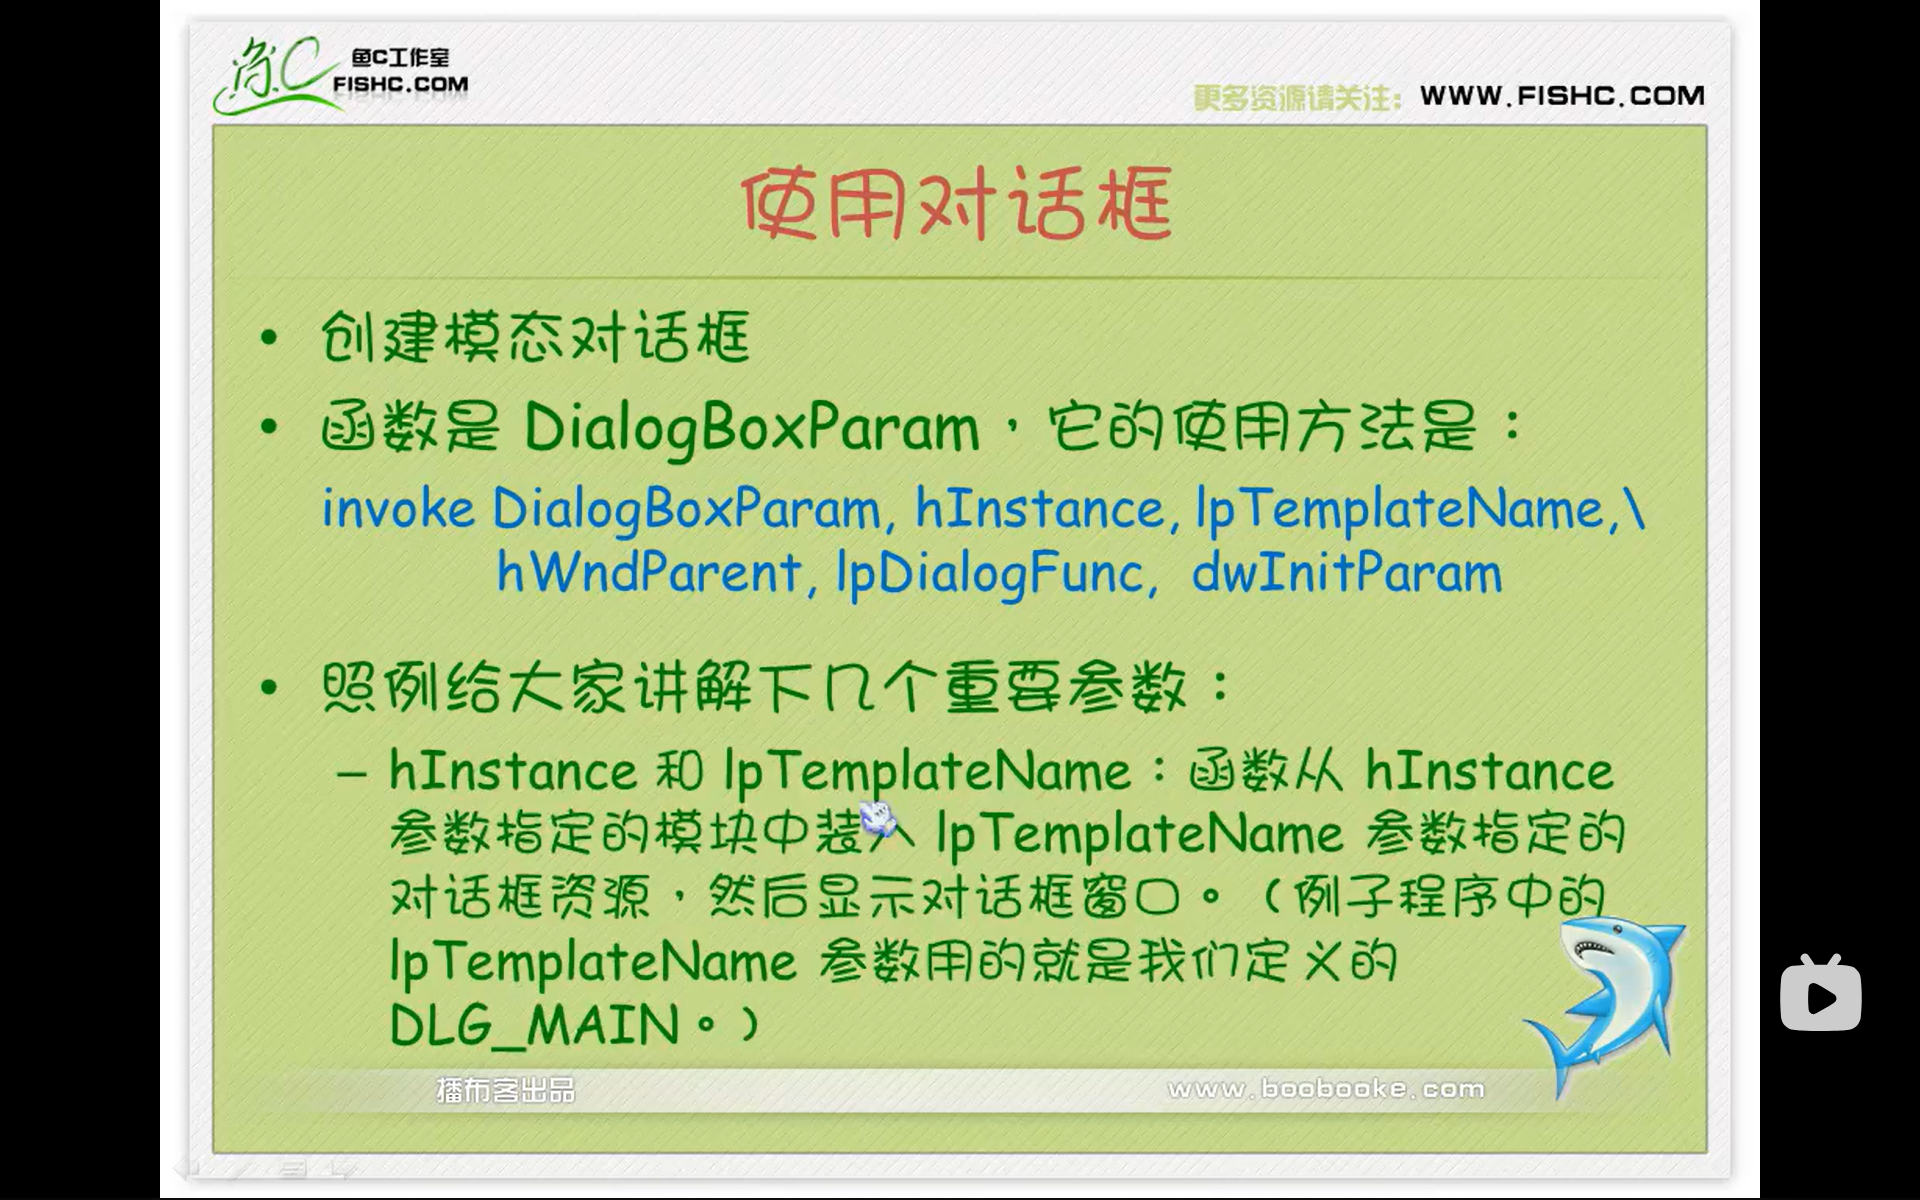 鱼C工作室
FISHC.COM
更多资源请关注: WWW.FISHC.COM
使用对话框
• 创建模态对话框
• 函数是 DialogBoxParam，它的使用方法是：
invoke DialogBoxParam, hInstance, lpTemplateName,\
hWndParent, lpDialogFunc, dwInitParam
• 照例给大家讲解下几个重要参数：
– hInstance 和 lpTemplateName：函数从 hInstance
参数指定的模块中装入 lpTemplateName 参数指定的
对话框资源，然后显示对话框窗口。（例子程序中的
lpTemplateName 参数用的就是我们定义的
DLG_MAIN。）
播布客出品
www.boobooke.com